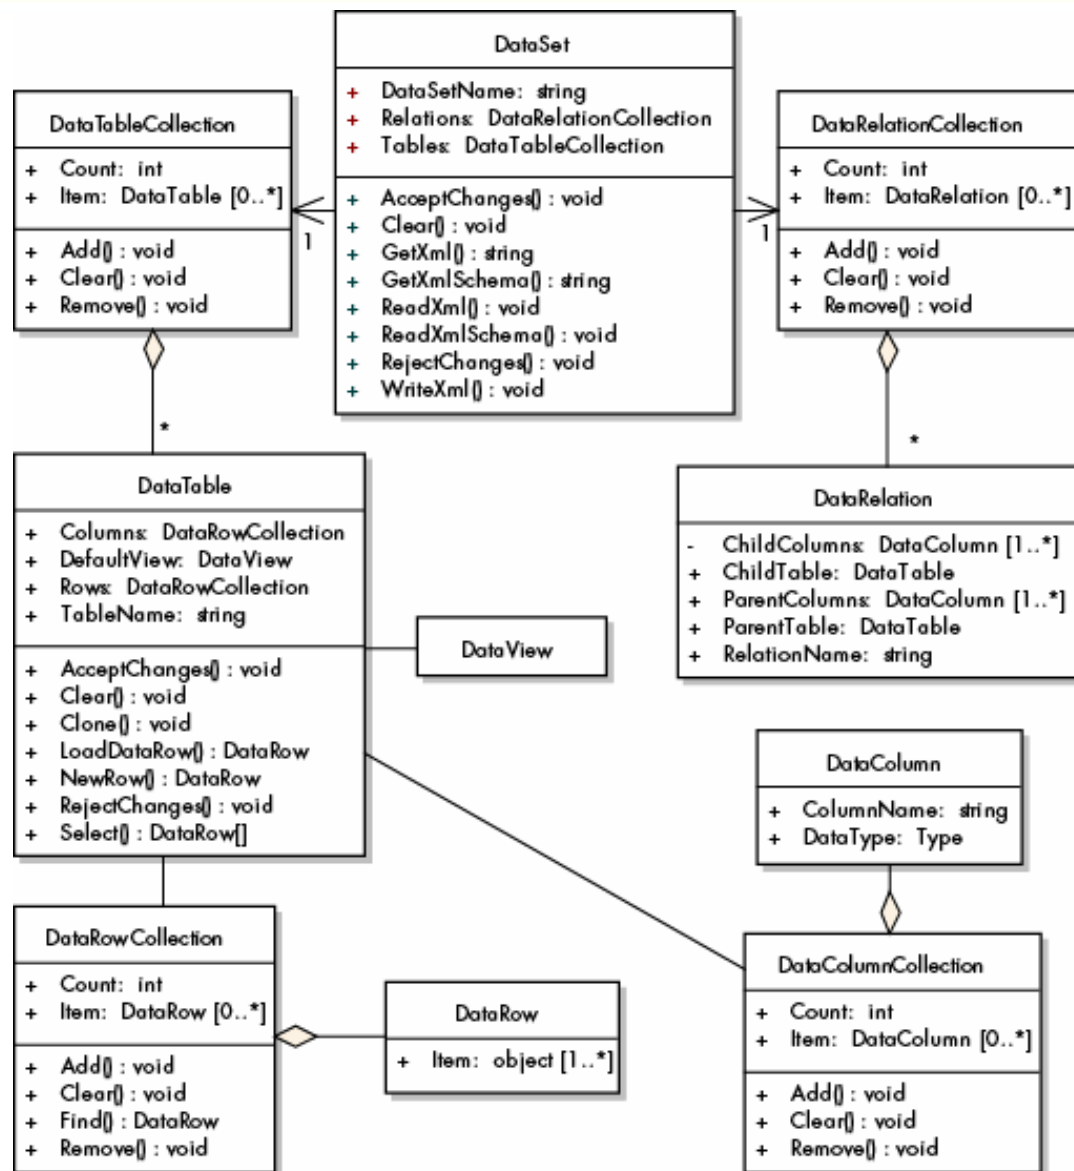 DataSet
+ DataSetName: string
+ Relations: DataRelationCollection
+ Tables: DataTableCollection
+ AcceptChanges() : void
+ Clear() : void
+ GetXml() : string
+ GetXmlSchema() : string
+ ReadXml() : void
+ ReadXmlSchema() : void
+ RejectChanges() : void
+ WriteXml() : void
DataTableCollection
+ Count: int
+ Item: DataTable [0..*]
+ Add() : void
+ Clear() : void
+ Remove() : void
1
DataRelationCollection
+ Count: int
+ Item: DataRelation [0..*]
+ Add() : void
+ Clear() : void
+ Remove() : void
1
*
*
DataTable
+ Columns: DataRowCollection
+ DefaultView: DataView
+ Rows: DataRowCollection
+ TableName: string
+ AcceptChanges() : void
+ Clear() : void
+ Clone() : void
+ LoadDataRow() : DataRow
+ NewRow() : DataRow
+ RejectChanges() : void
+ Select() : DataRow[]
DataView
DataRelation
- ChildColumns: DataColumn [1..*]
+ ChildTable: DataTable
+ ParentColumns: DataColumn [1..*]
+ ParentTable: DataTable
+ RelationName: string
DataColumn
+ ColumnName: string
+ DataType: Type
DataRowCollection
+ Count: int
+ Item: DataRow [0..*]
+ Add() : void
+ Clear() : void
+ Find() : DataRow
+ Remove() : void
DataRow
+ Item: object [1..*]
DataColumnCollection
+ Count: int
+ Item: DataColumn [0..*]
+ Add() : void
+ Clear() : void
+ Remove() : void